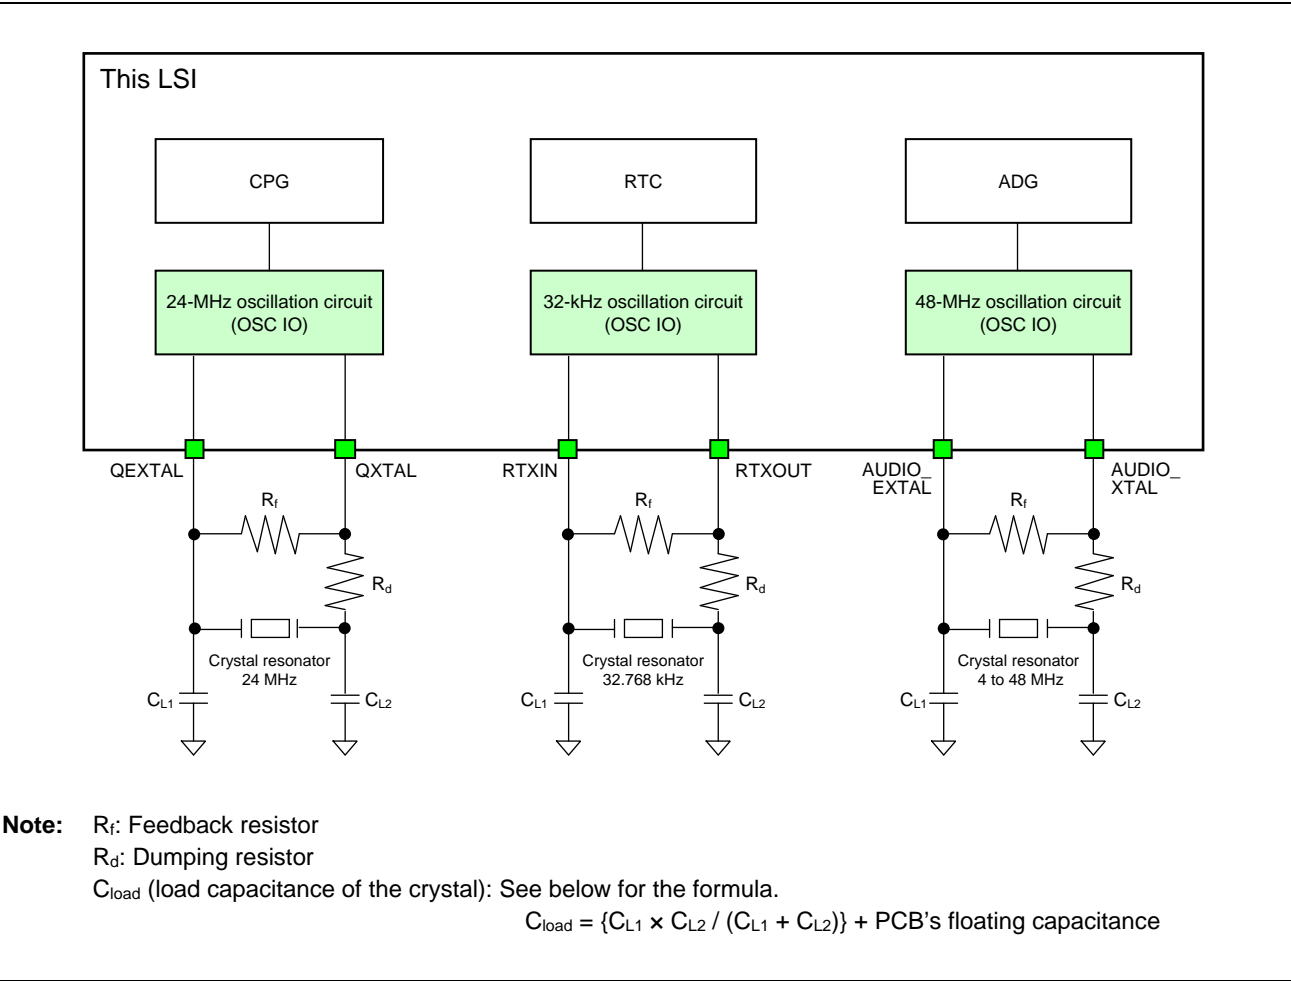 This LSI
CPG
RTC
ADG
24-MHz oscillation circuit
(OSC IO)
32-kHz oscillation circuit
(OSC IO)
48-MHz oscillation circuit
(OSC IO)
QEXTAL
QXTAL
RTXIN
RTXOUT
AUDIO_
EXTAL
AUDIO_
XTAL
Rf
Rf
Rf
Rd
Rd
Rd
Crystal resonator
24 MHz
Crystal resonator
32.768 kHz
Crystal resonator
4 to 48 MHz
CL1
CL2
CL1
CL2
CL1
CL2
Note: Rf: Feedback resistor
Rd: Dumping resistor
Cload (load capacitance of the crystal): See below for the formula.
Cload = {CL1 × CL2 / (CL1 + CL2)} + PCB's floating capacitance